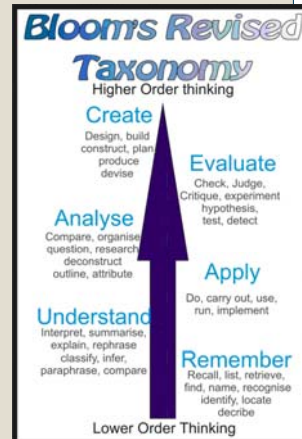 Bloom's Revised
Taxonomy
Higher Order thinking
Create
Design, build
construct, plan
produce
devise
Evaluate
Check, Judge,
Critique, experiment
hypothesis,
test, detect
Analyse
Compare, organise
question, research
deconstruct
outline, attribute
Apply
Do, carry out, use,
run, implement
Understand
Interpret, summarise,
explain, rephrase
classify, infer,
paraphrase, compare
Remember
Recall, list, retrieve,
find, name, recognise
identify, locate
decribe
Lower Order Thinking